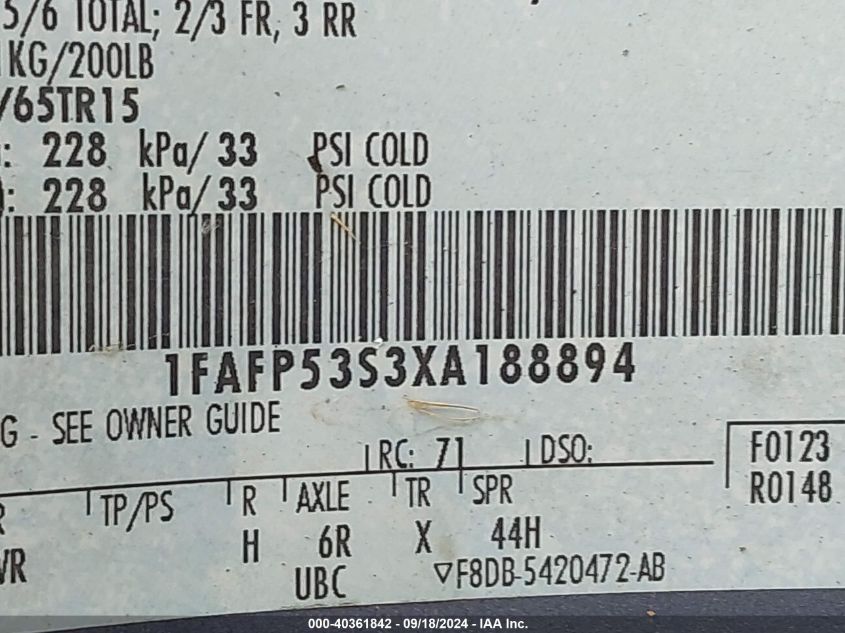 5/6 TOTAL; 2/3 FR, 3 RR
KG/200LB
/65TR15
: 228 kPa/ 33 PSI COLD
): 228 kPa/ 33 PSI COLD
1FAFP53S3XA188894
G - SEE OWNER GUIDE
RC: 71 DSO:
F0123
R0148
R TP/PS R AXLE TR SPR
VR H 6R X 44H
UBC ▽F8DB-5420472-AB
000-40361842 - 09/18/2024 - IAA Inc.